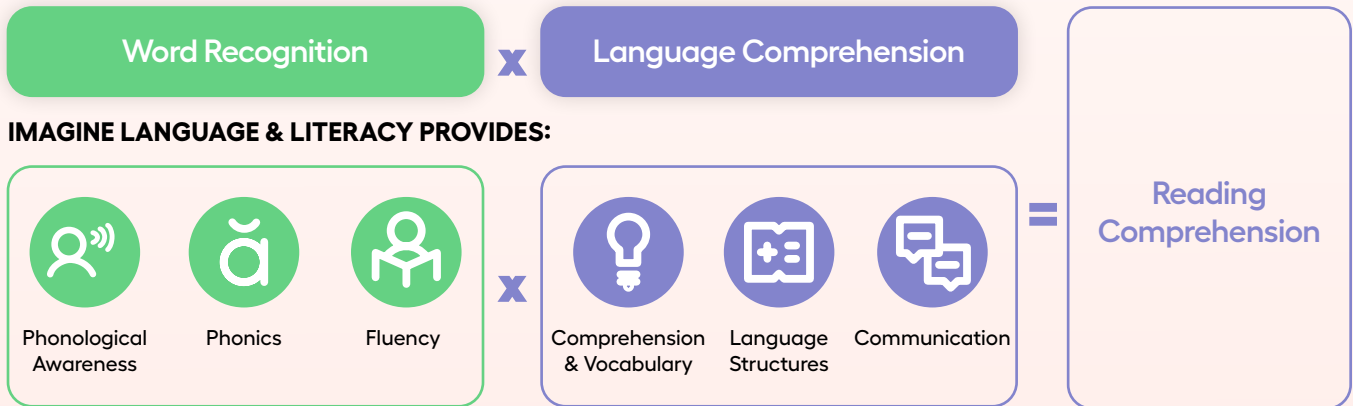 Word Recognition
x
Language Comprehension
IMAGINE LANGUAGE & LITERACY PROVIDES:
ă
Phonological
Awareness
Phonics
Fluency
x
Comprehension
& Vocabulary
Language
Structures
Communication
=
Reading
Comprehension